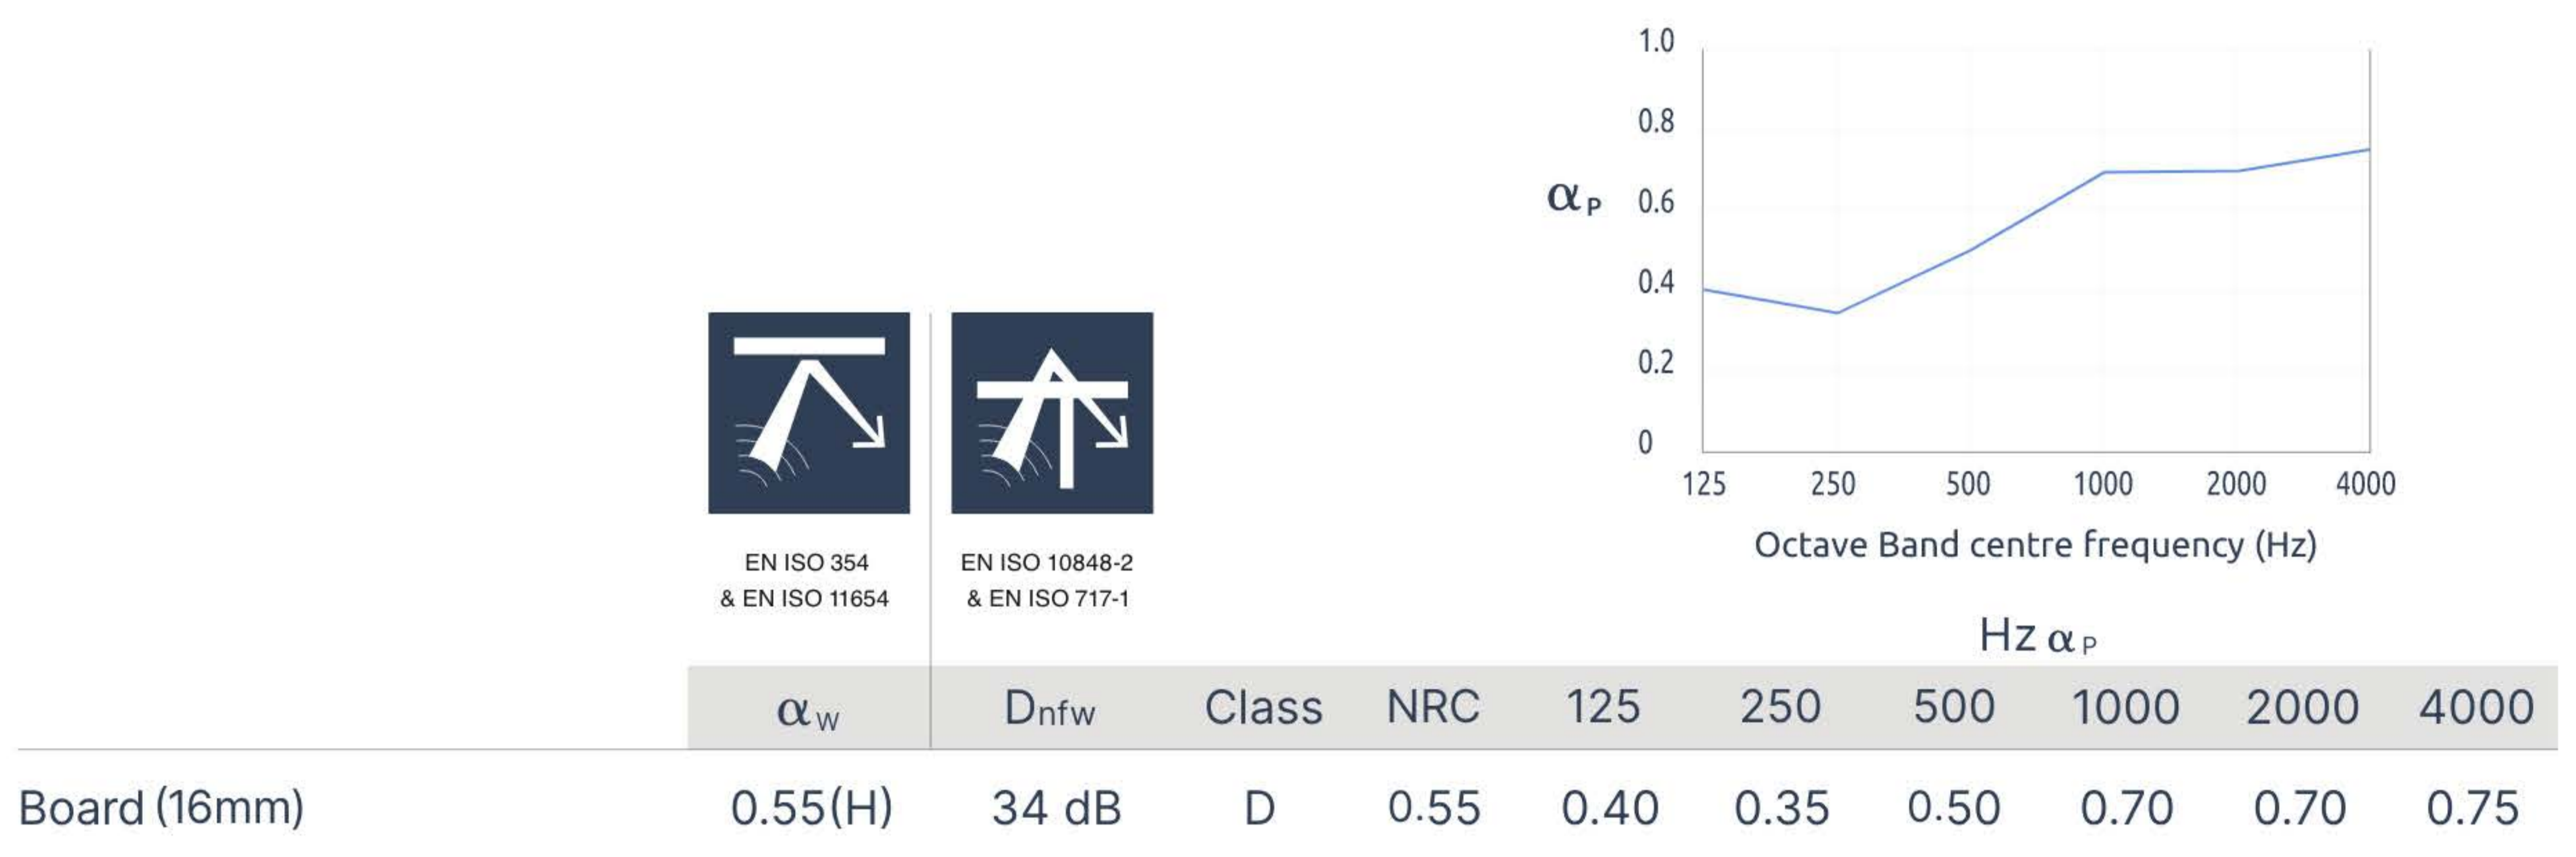 1.0
0.8
αP 0.6
0.4
0.2
0
125 250 500 1000 2000 4000
Octave Band centre frequency (Hz)
EN ISO 354
& EN ISO 11654
EN ISO 10848-2
& EN ISO 717-1
Hz αP
αW Dnfw Class NRC 125 250 500 1000 2000 4000
Board (16mm) 0.55(H) 34 dB D 0.55 0.40 0.35 0.50 0.70 0.70 0.75